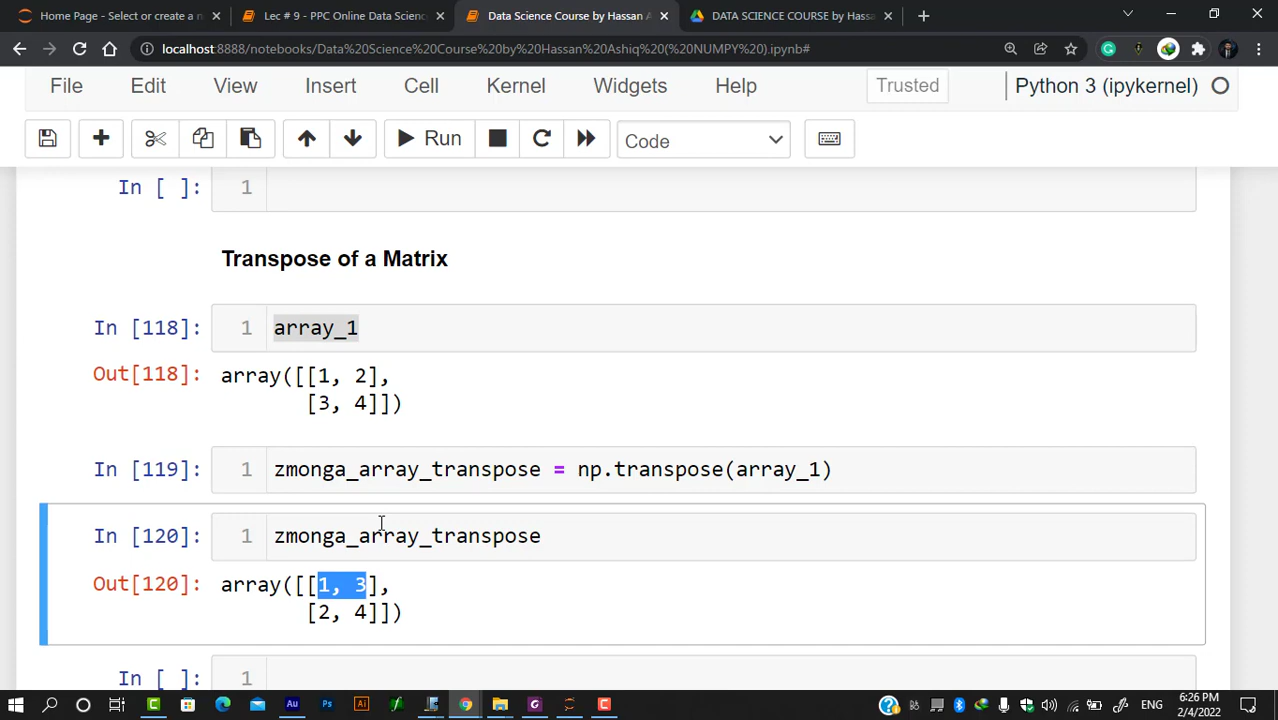 Home Page - Select or create a n
Lec # 9 - PPC Online Data Scienc
Data Science Course by Hassan A
DATA SCIENCE COURSE by Hass
localhost:8888/notebooks/Data%20Science%20Course%20by%20Hassan%20Ashiq%20(%20NUMPY%20).ipynb#
File Edit View Insert Cell Kernel Widgets Help Trusted Python 3 (ipykernel)
Run Code
In [ ]: 1
Transpose of a Matrix
In [118]: 1 array_1
Out[118]: array([[1, 2],
[3, 4]])
In [119]: 1 zmonga_array_transpose = np.transpose(array_1)
In [120]: 1 zmonga_array_transpose
Out[120]: array([[1, 3],
[2, 4]])
In [ ]: 1
Au Ps Ai ENG
6:26 PM
2/4/2022